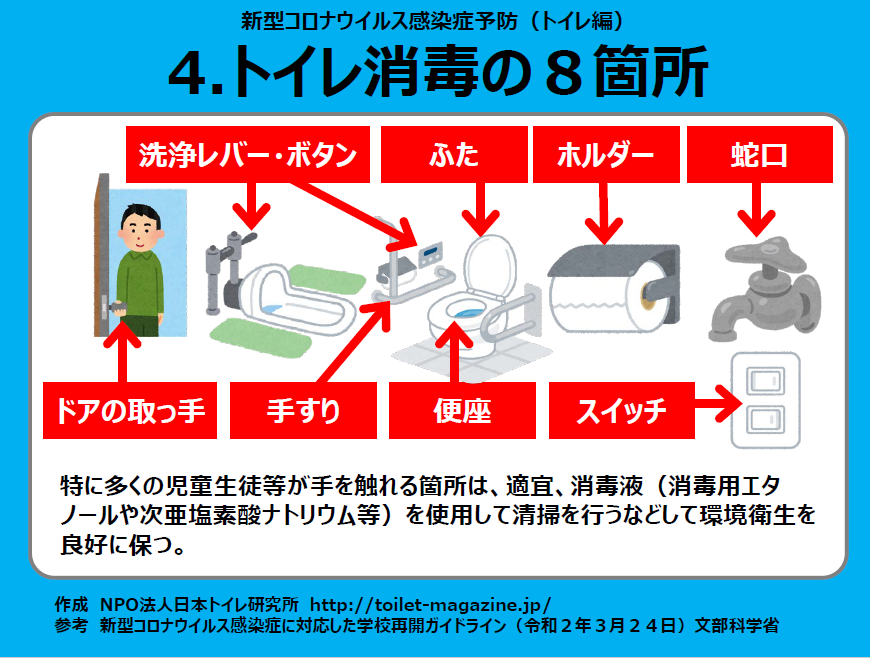 新型コロナウイルス感染症予防（トイレ編）
４.トイレ消毒の８箇所
洗浄レバー・ボタン
ふた
ホルダー
蛇口
ドアの取っ手
手すり
便座
スイッチ
特に多くの児童生徒等が手を触れる箇所は、適宜、消毒液（消毒用エタ
ノールや次亜塩素酸ナトリウム等）を使用して清掃を行うなどして環境衛生を
良好に保つ。
作成 NPO法人日本トイレ研究所 http://toilet-magazine.jp/
参考 新型コロナウイルス感染症に対応した学校再開ガイドライン（令和２年３月２４日）文部科学省